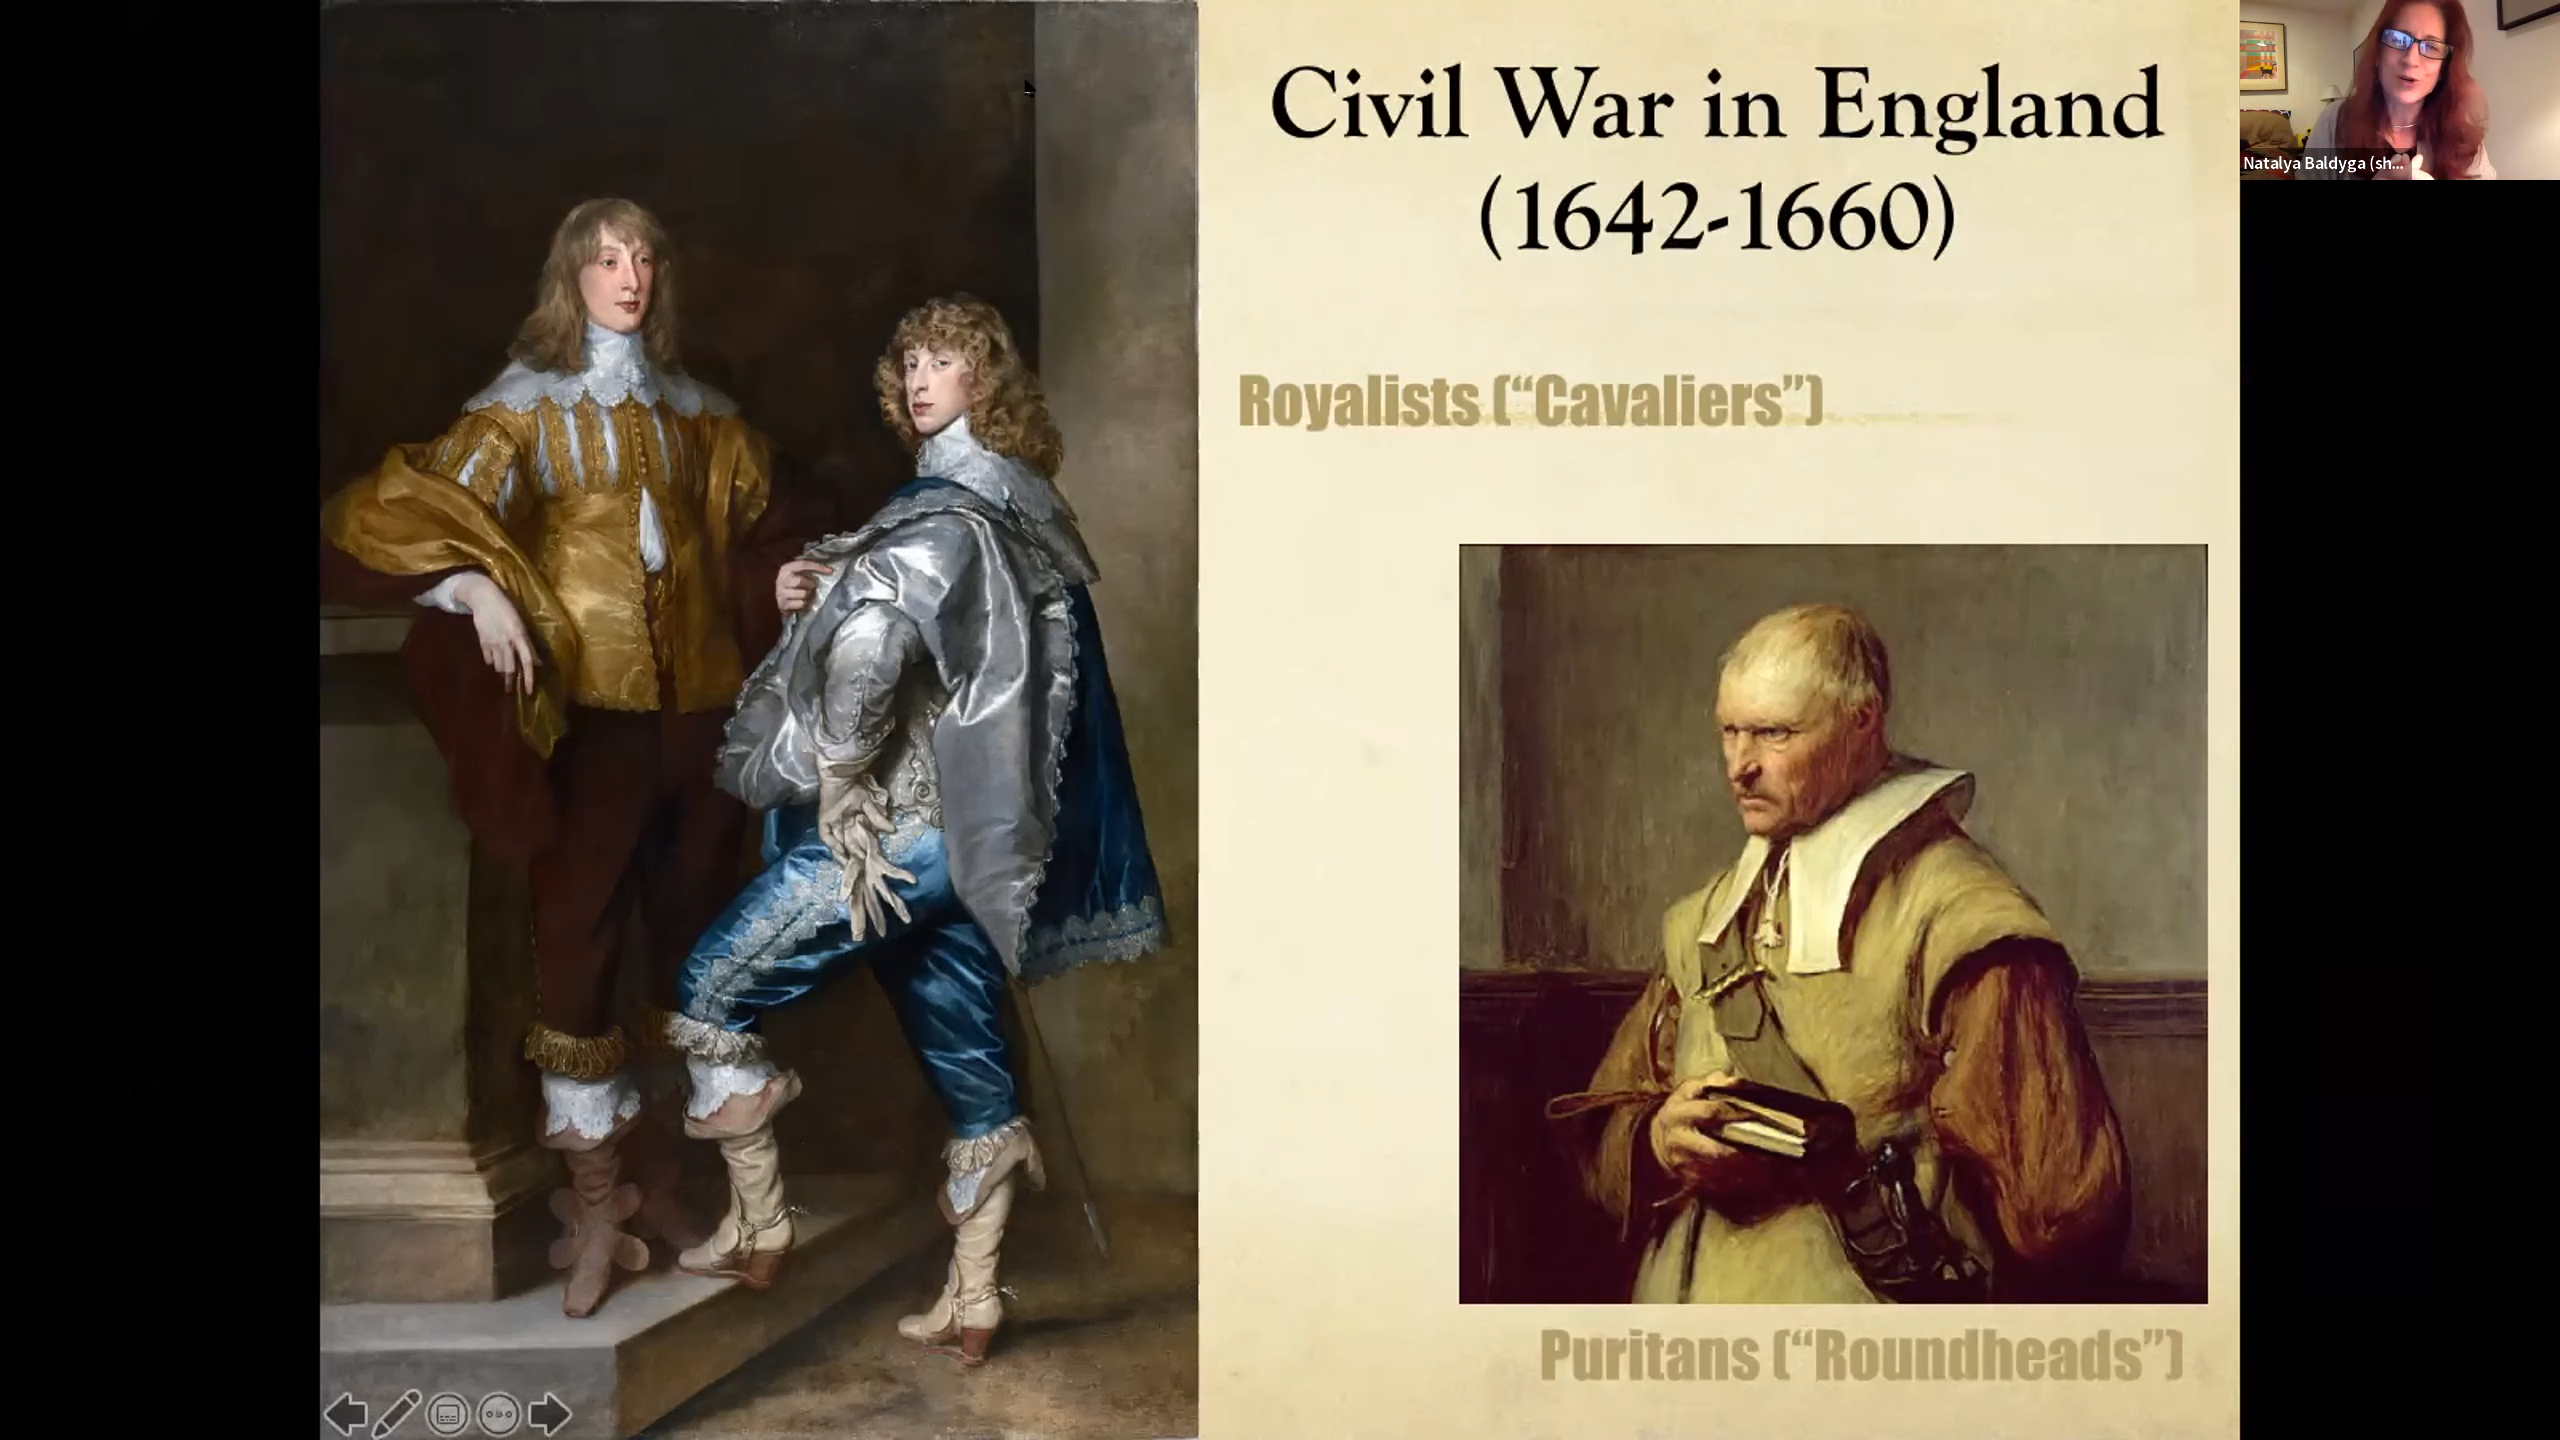 Civil War in England
(1642-1660)
Royalists (“Cavaliers”)
Puritans (“Roundheads”)
Natalya Baldyga (sh...